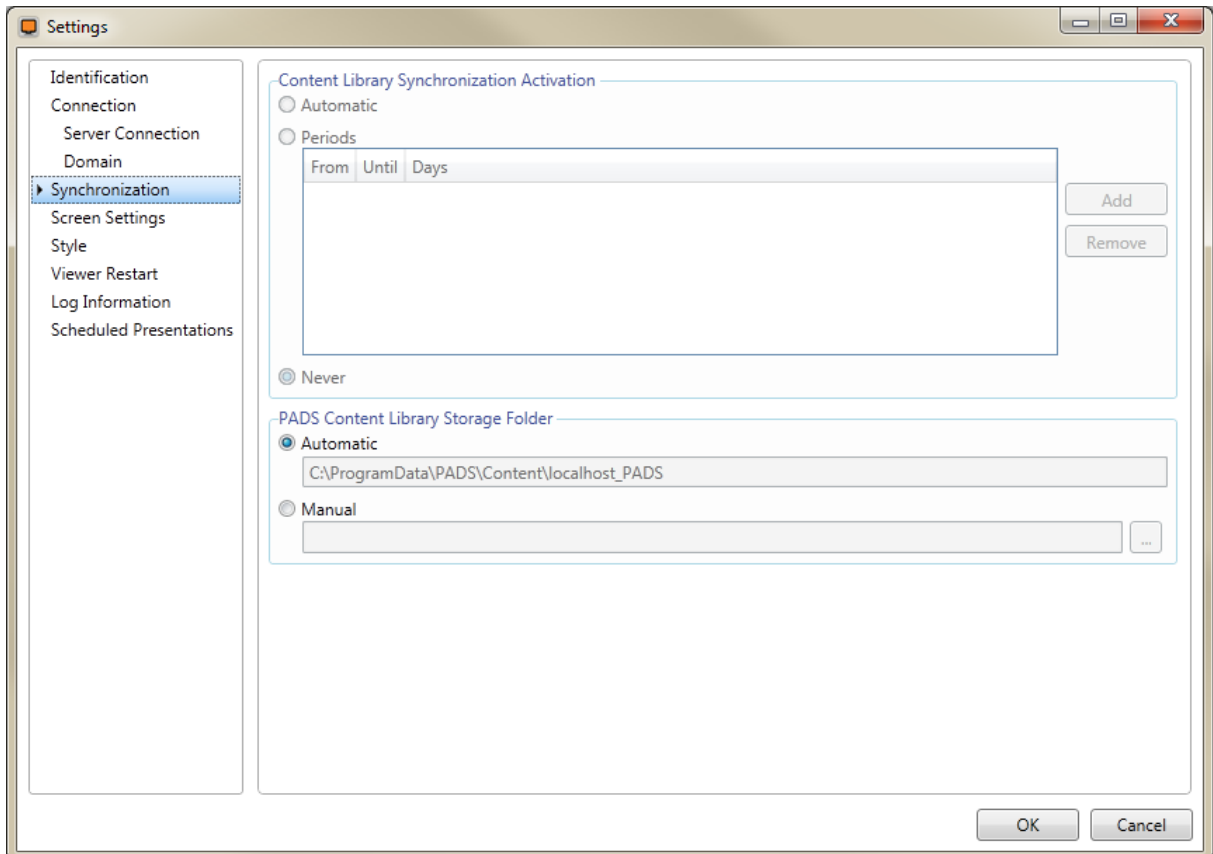 Settings
Identification
Connection
Server Connection
Domain
Synchronization
Screen Settings
Style
Viewer Restart
Log Information
Scheduled Presentations
Content Library Synchronization Activation
Automatic
Periods
From Until Days
Add
Remove
Never
PADS Content Library Storage Folder
Automatic
C:\ProgramData\PADS\Content\localhost_PADS
Manual
...
OK Cancel